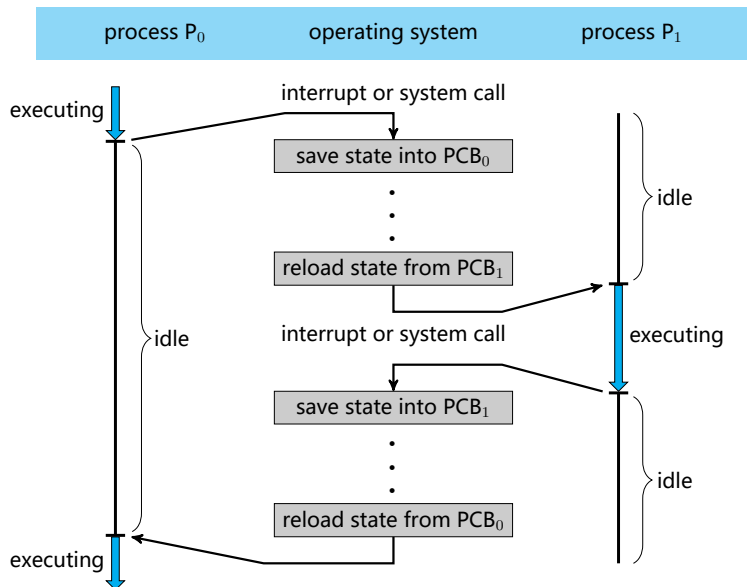 process P₀ operating system process P₁
interrupt or system call
executing
save state into PCB₀
idle
reload state from PCB₁
interrupt or system call
idle
executing
save state into PCB₁
idle
reload state from PCB₀
executing